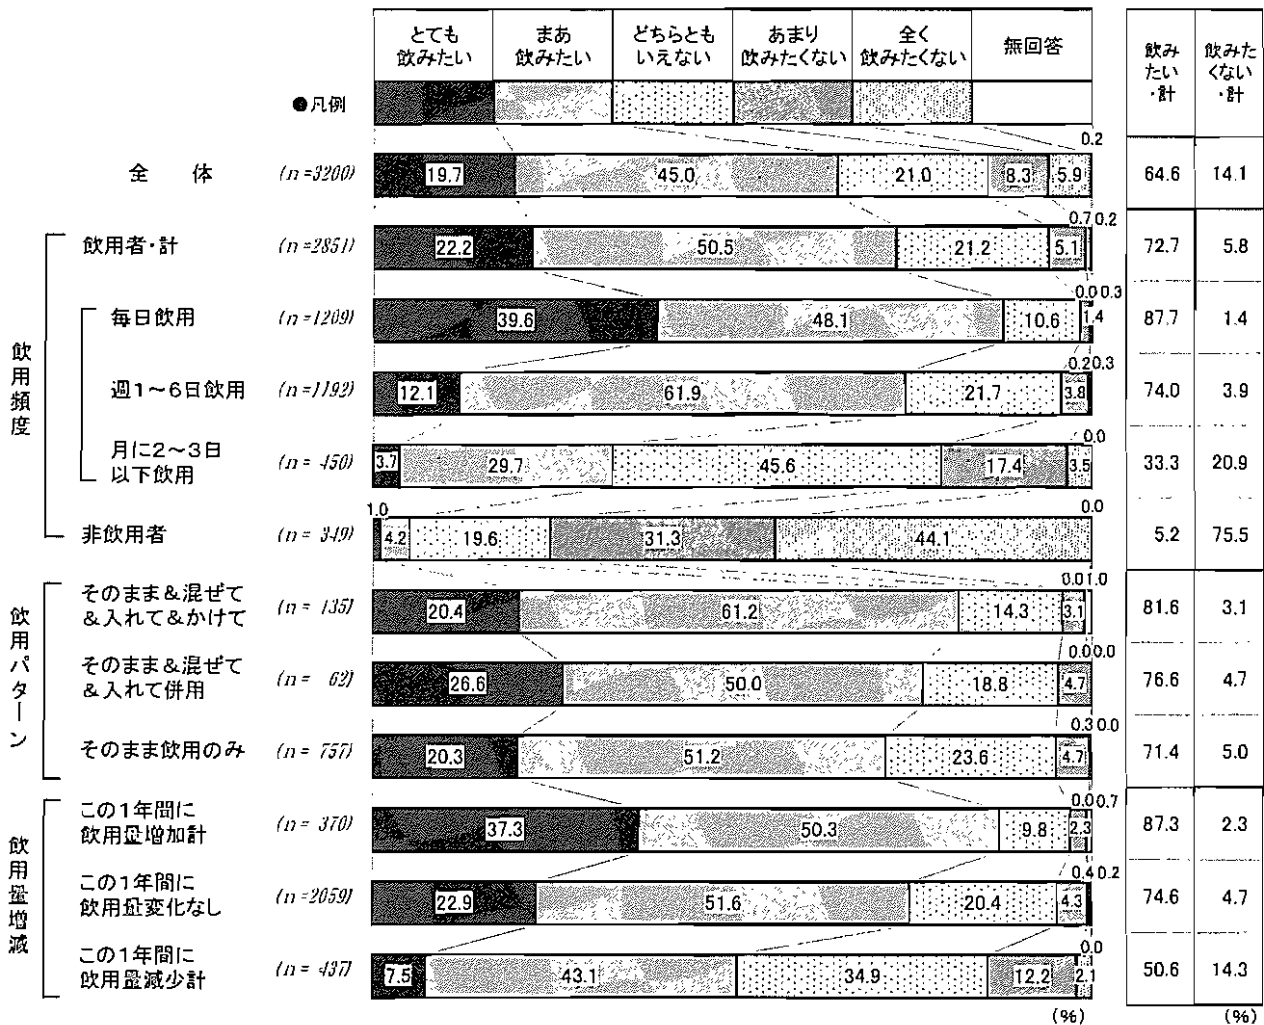 とても
飲みたい
まあ
飲みたい
どちらとも
いえない
あまり
飲みたくない
全く
飲みたくない
無回答
飲み
たい
・計
飲みた
くない
・計
●凡例
0.2
全 体 (n=3200) 19.7 45.0 21.0 8.3 5.9 64.6 14.1
0.7 0.2
飲用者・計 (n=2851) 22.2 50.5 21.2 5.1 72.7 5.8
0.0 0.3
毎日飲用 (n=1209) 39.6 48.1 10.6 1.4 87.7 1.4
飲用頻度
0.2 0.3
週1～6日飲用 (n=1192) 12.1 61.9 21.7 3.8 74.0 3.9
0.0
月に2～3日
以下飲用 (n= 450) 3.7 29.7 45.6 17.4 3.5 33.3 20.9
1.0 0.0
非飲用者 (n= 349) 4.2 19.6 31.3 44.1 5.2 75.5
0.0 1.0
そのまま&混ぜて
&入れて&かけて (n= 135) 20.4 61.2 14.3 3.1 81.6 3.1
飲用パターン
0.0 0.0
そのまま&混ぜて
&入れて併用 (n= 62) 26.6 50.0 18.8 4.7 76.6 4.7
0.3 0.0
そのまま飲用のみ (n= 757) 20.3 51.2 23.6 4.7 71.4 5.0
0.0 0.7
この1年間に
飲用量増加計 (n= 370) 37.3 50.3 9.8 2.3 87.3 2.3
飲用量増減
0.4 0.2
この1年間に
飲用量変化なし (n=2059) 22.9 51.6 20.4 4.3 74.6 4.7
0.0
この1年間に
飲用量減少計 (n= 437) 7.5 43.1 34.9 12.2 2.1 50.6 14.3
(%) (%)